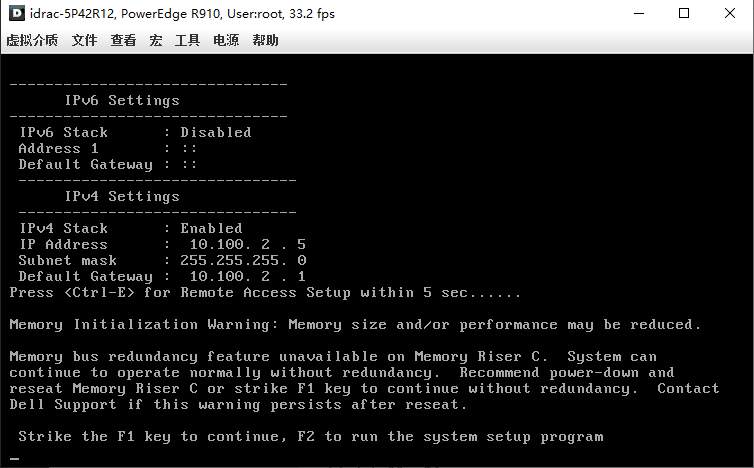 idrac-5P42R12, PowerEdge R910, User:root, 33.2 fps
虚拟介质 文件 查看 宏 工具 电源 帮助
------------------------------
IPv6 Settings
------------------------------
IPv6 Stack : Disabled
Address 1 : ::
Default Gateway : ::
------------------------------
IPv4 Settings
------------------------------
IPv4 Stack : Enabled
IP Address : 10.100. 2 . 5
Subnet mask : 255.255.255. 0
Default Gateway : 10.100. 2 . 1
Press <Ctrl-E> for Remote Access Setup within 5 sec......
Memory Initialization Warning: Memory size and/or performance may be reduced.
Memory bus redundancy feature unavailable on Memory Riser C. System can
continue to operate normally without redundancy. Recommend power-down and
reseat Memory Riser C or strike F1 key to continue without redundancy. Contact
Dell Support if this warning persists after reseat.
Strike the F1 key to continue, F2 to run the system setup program